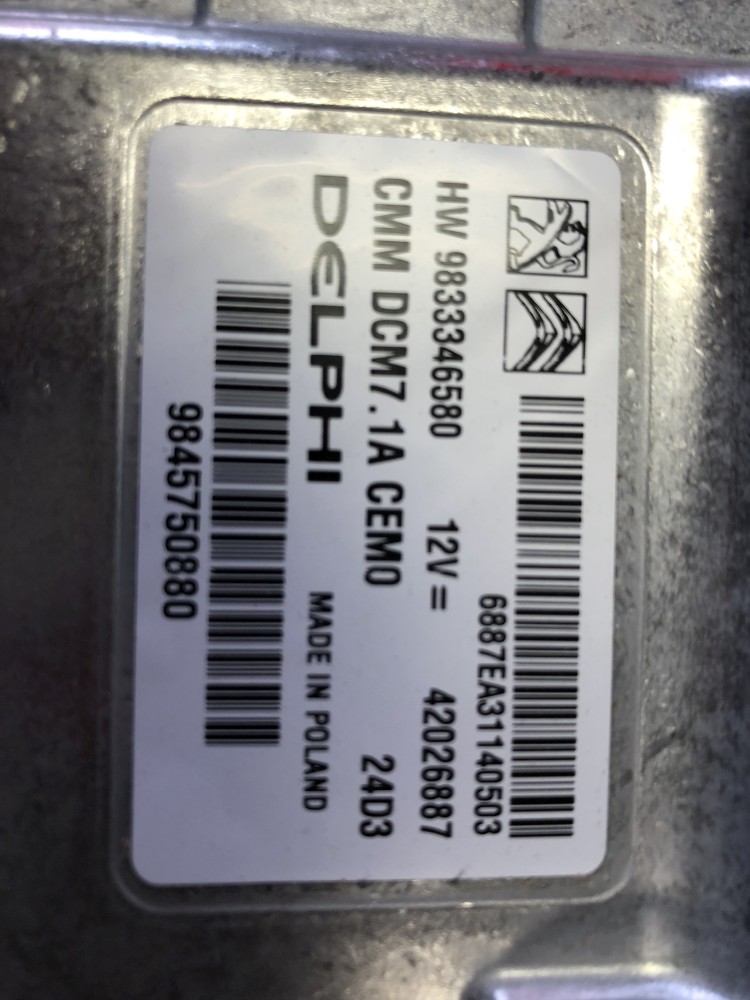 6887EA31140503
HW 9833346580 12V = 42026887
CMM DCM7.1A CEM0 24D3
DELPHI MADE IN POLAND
9845750880